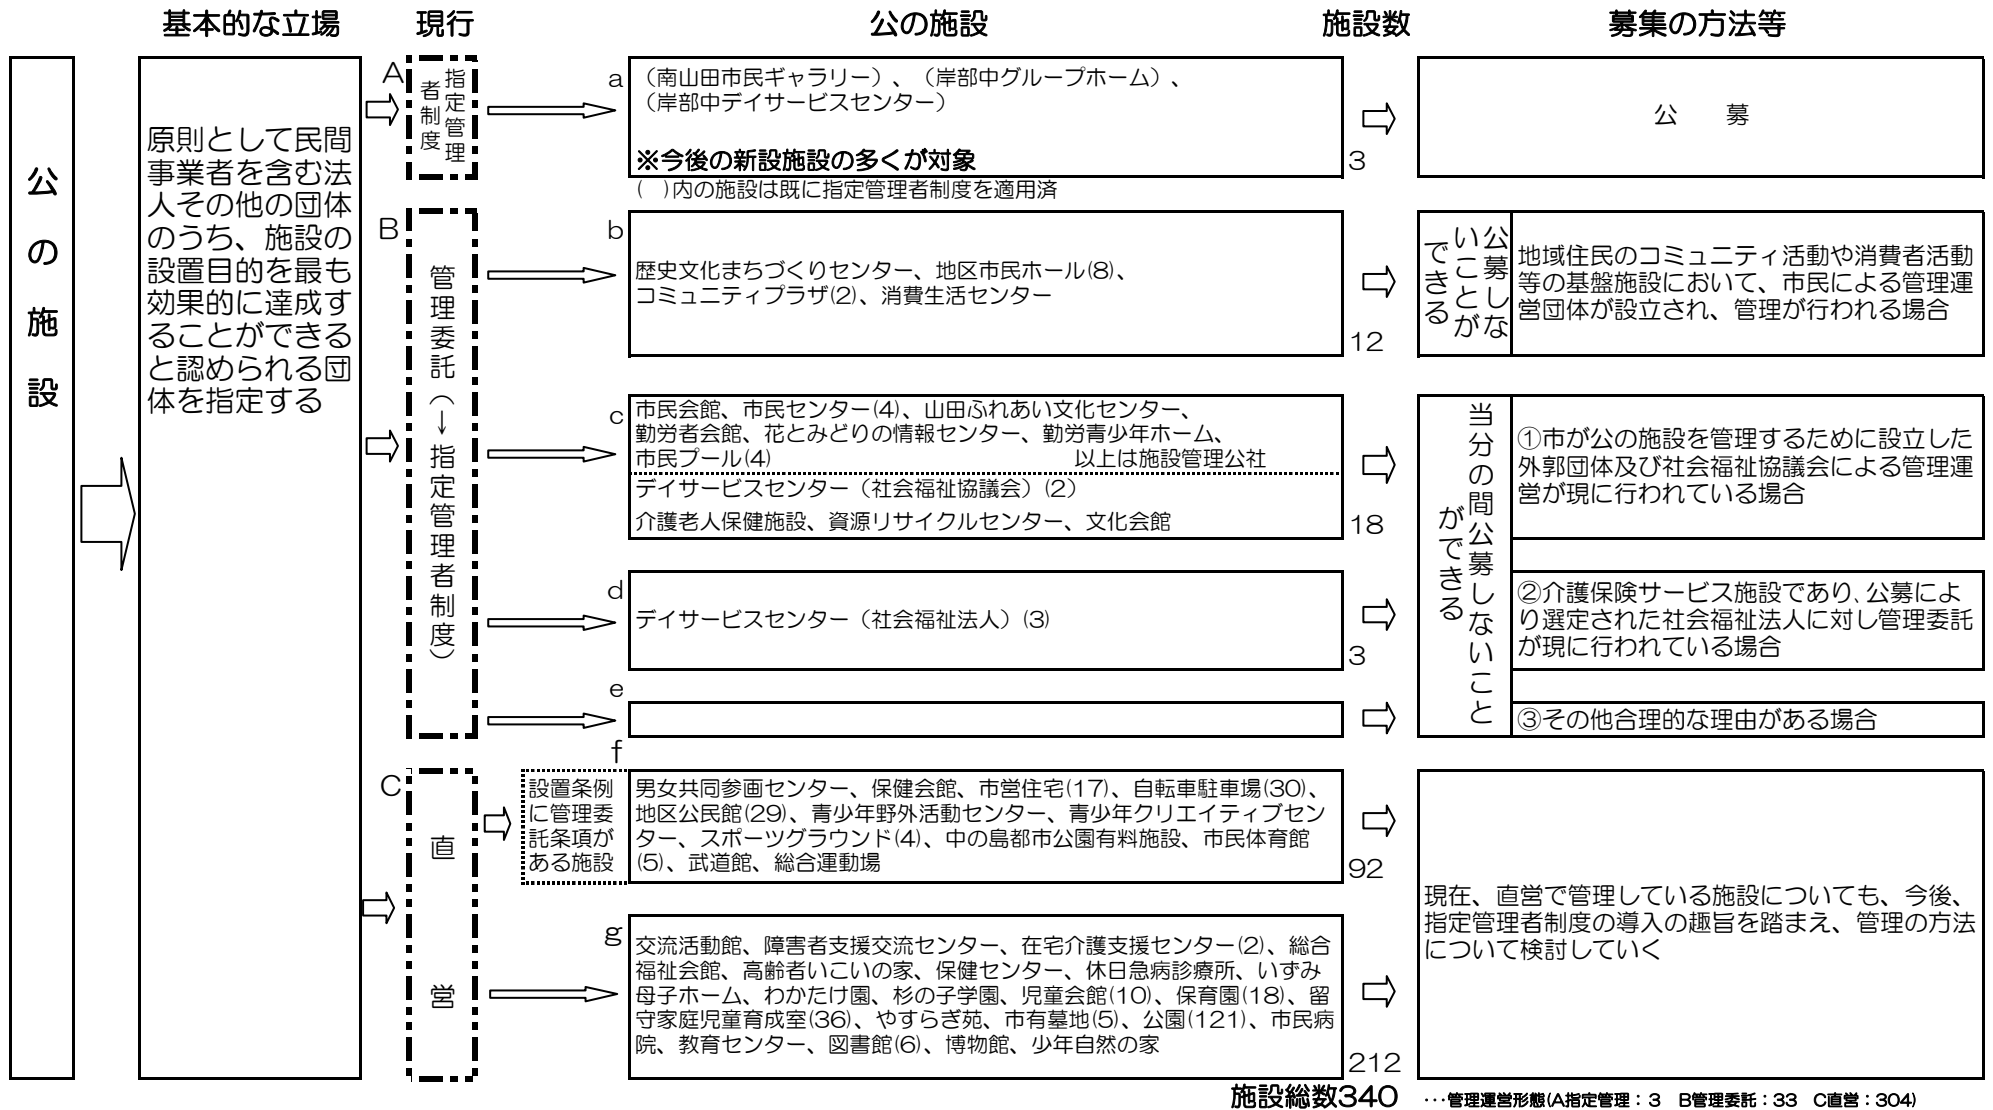 基本的な立場
現行
公の施設
施設数
募集の方法等
公の施設
原則として民間
事業者を含む法
人その他の団体
のうち、施設の
設置目的を最も
効果的に達成す
ることができる
と認められる団
体を指定する
A
指定管理
者制度
a
（南山田市民ギャラリー）、（岸部中グループホーム）、
（岸部中デイサービスセンター）
※今後の新設施設の多くが対象
3
公　募
(　)内の施設は既に指定管理者制度を適用済
B
管理委託（→指定管理者制度）
b
歴史文化まちづくりセンター、地区市民ホール(8)、
コミュニティプラザ(2)、消費生活センター
12
公募しな
いことが
できる
地域住民のコミュニティ活動や消費者活動
等の基盤施設において、市民による管理運
営団体が設立され、管理が行われる場合
c
市民会館、市民センター(4)、山田ふれあい文化センター、
勤労者会館、花とみどりの情報センター、勤労青少年ホーム、
市民プール(4)　以上は施設管理公社
デイサービスセンター（社会福祉協議会）(2)
介護老人保健施設、資源リサイクルセンター、文化会館
18
当分の間公募しないこと
ができる
①市が公の施設を管理するために設立した
外郭団体及び社会福祉協議会による管理運
営が現に行われている場合
d
デイサービスセンター（社会福祉法人）(3)
3
②介護保険サービス施設であり、公募によ
り選定された社会福祉法人に対し管理委託
が現に行われている場合
e
③その他合理的な理由がある場合
C
直営
f
設置条例
に管理委
託条項が
ある施設
男女共同参画センター、保健会館、市営住宅(17)、自転車駐車場(30)、
地区公民館(29)、青少年野外活動センター、青少年クリエイティブセン
ター、スポーツグラウンド(4)、中の島都市公園有料施設、市民体育館
(5)、武道館、総合運動場
92
g
交流活動館、障害者支援交流センター、在宅介護支援センター(2)、総合
福祉会館、高齢者いこいの家、保健センター、休日急病診療所、いずみ
母子ホーム、わかたけ園、杉の子学園、児童会館(10)、保育園(18)、留
守家庭児童育成室(36)、やすらぎ苑、市有墓地(5)、公園(121)、市民病
院、教育センター、図書館(6)、博物館、少年自然の家
212
現在、直営で管理している施設についても、今後、
指定管理者制度の導入の趣旨を踏まえ、管理の方法
について検討していく
施設総数340　…管理運営形態(A指定管理：3　B管理委託：33　C直営：304)